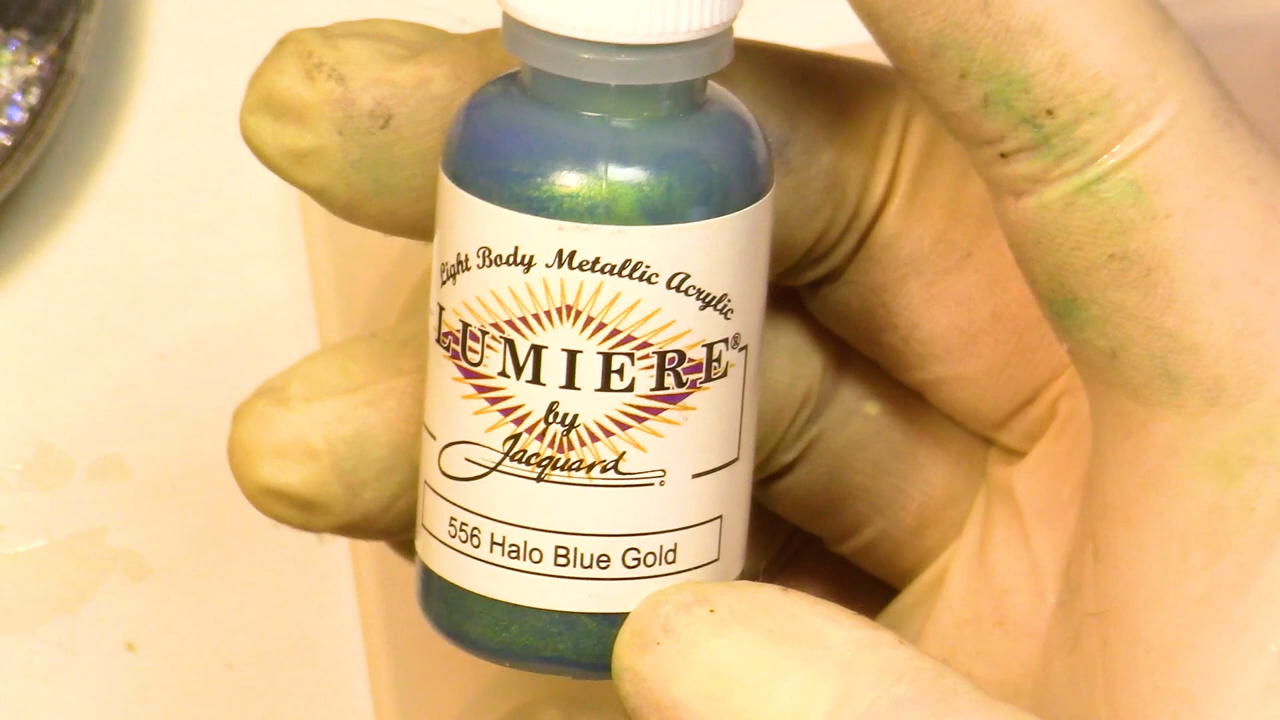 Light Body Metallic Acrylic
LUMIERE®
by
Jacquard ©
556 Halo Blue Gold